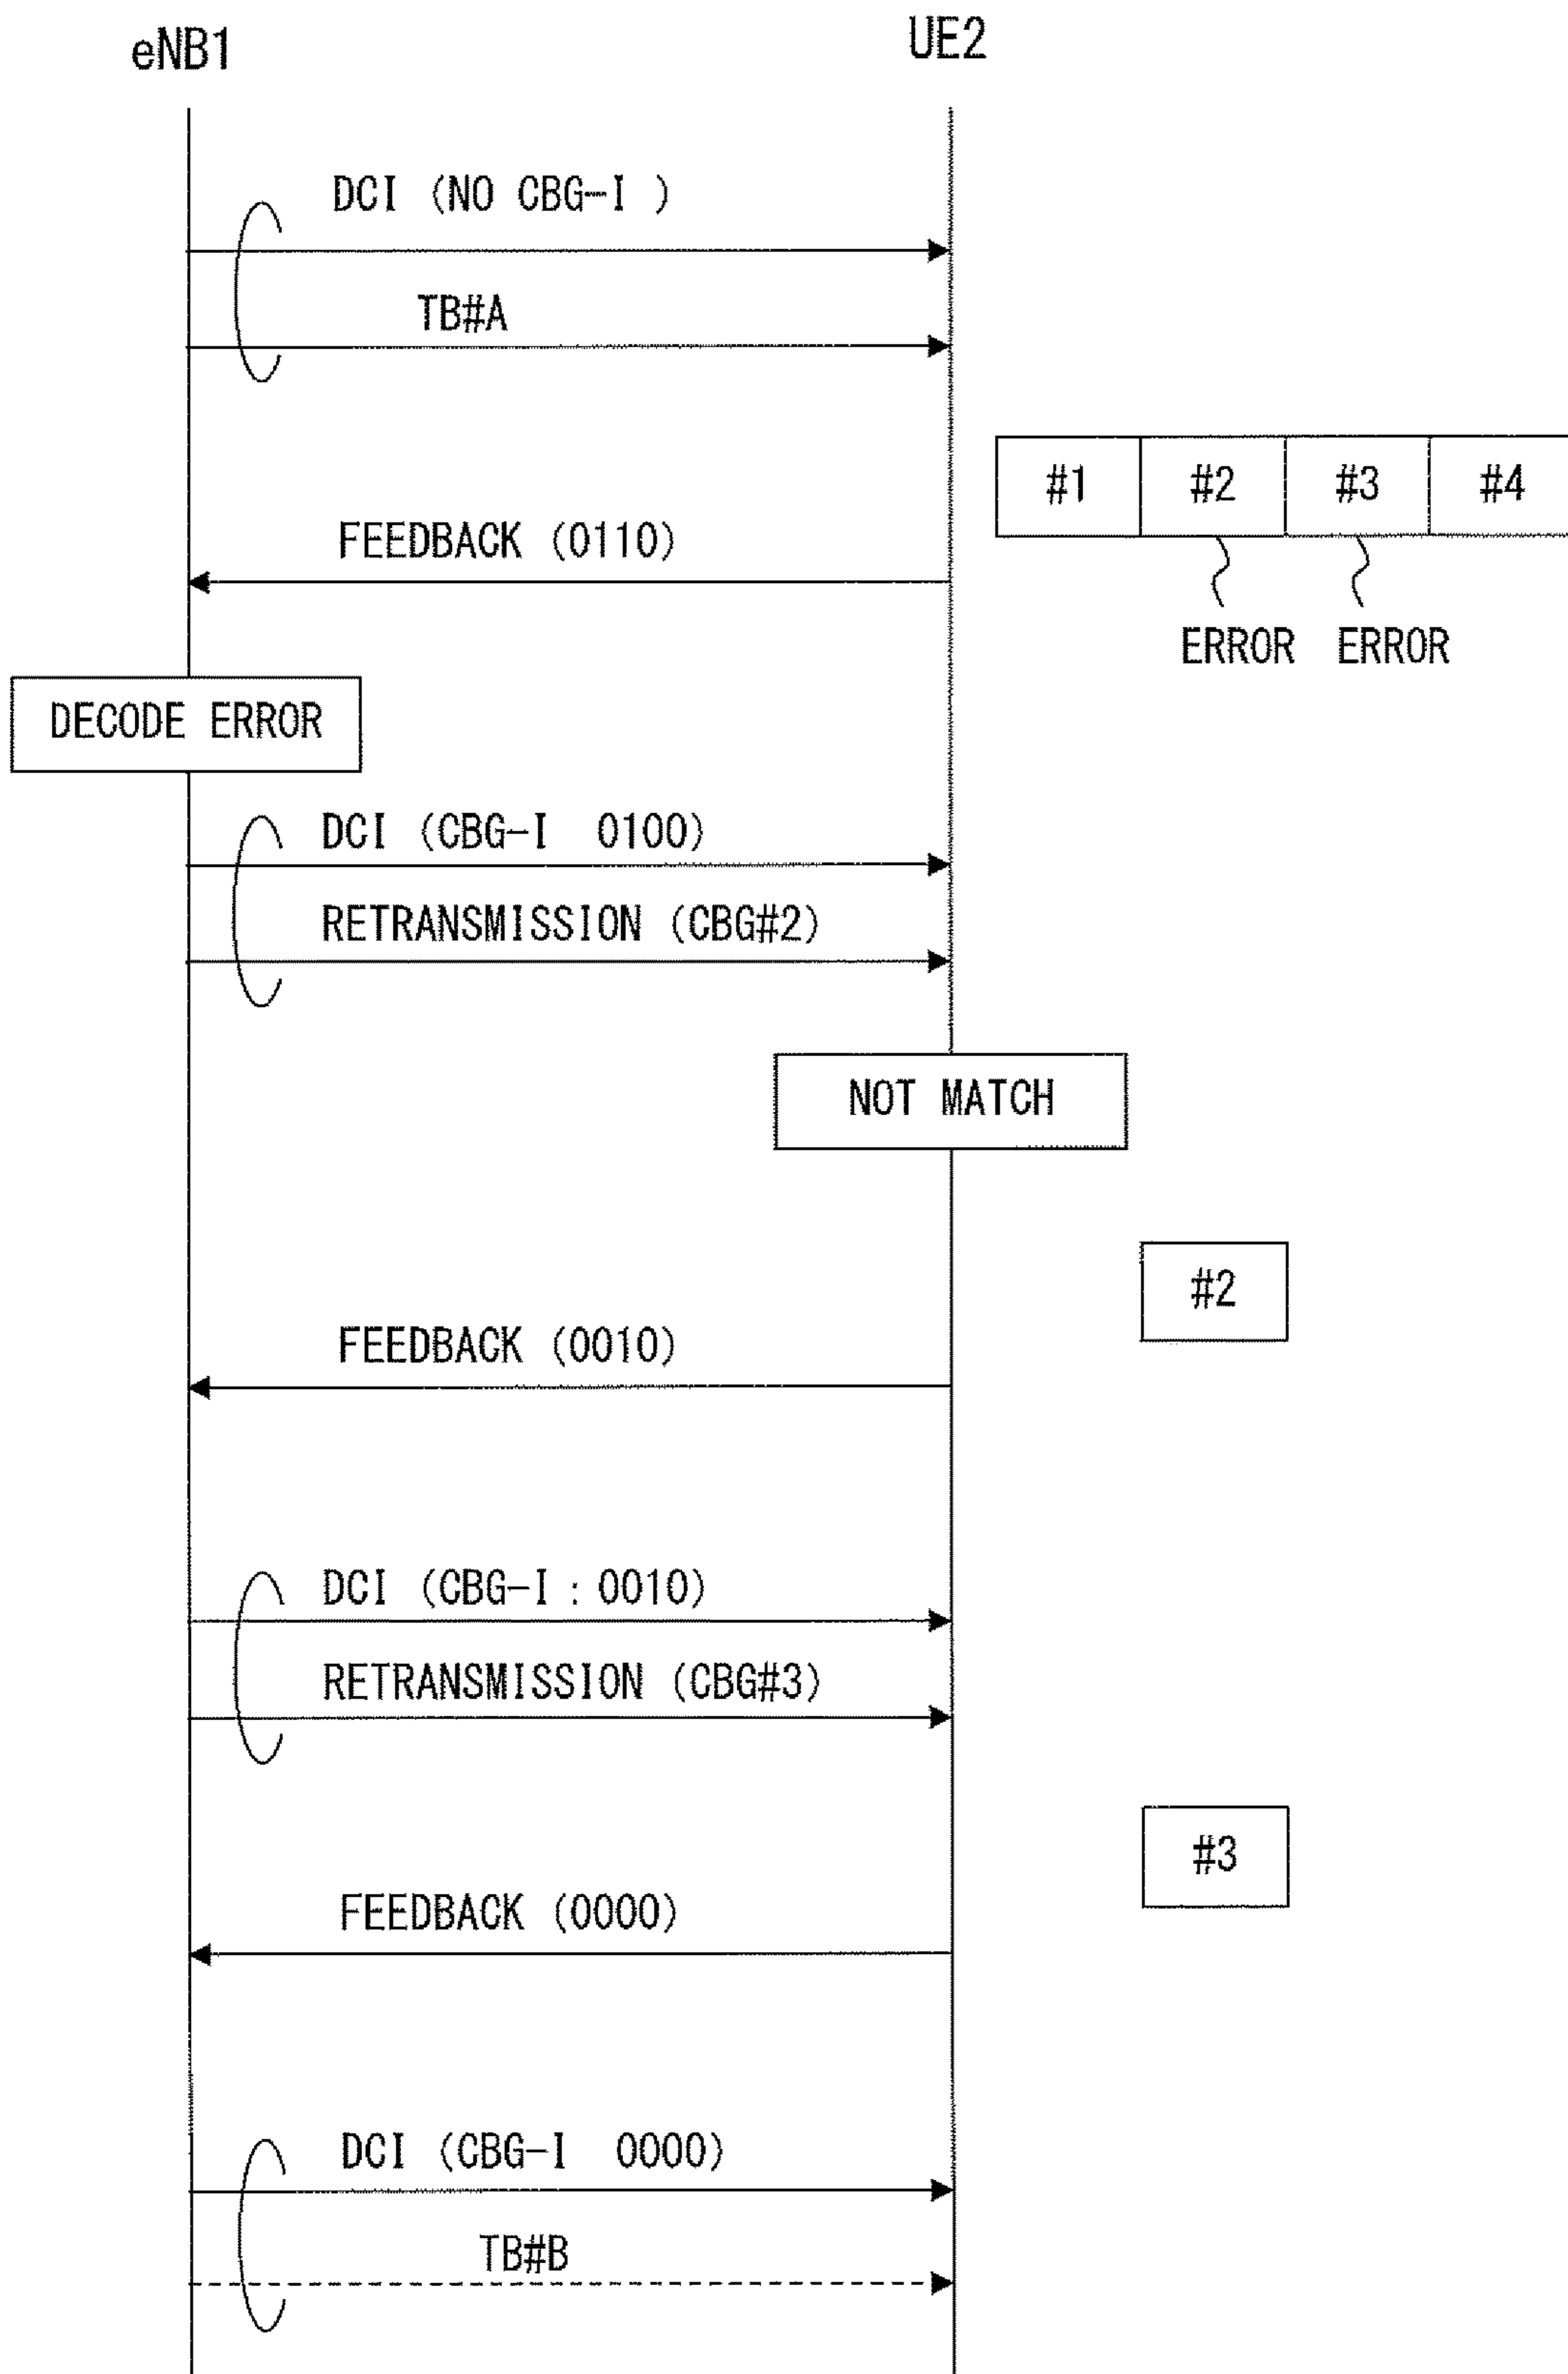 eNB1
UE2
DCI (NO CBG-I )
TB#A
#1 #2 #3 #4
FEEDBACK (0110)
ERROR ERROR
DECODE ERROR
DCI (CBG-I 0100)
RETRANSMISSION (CBG#2)
NOT MATCH
#2
FEEDBACK (0010)
DCI (CBG-I : 0010)
RETRANSMISSION (CBG#3)
#3
FEEDBACK (0000)
DCI (CBG-I 0000)
TB#B